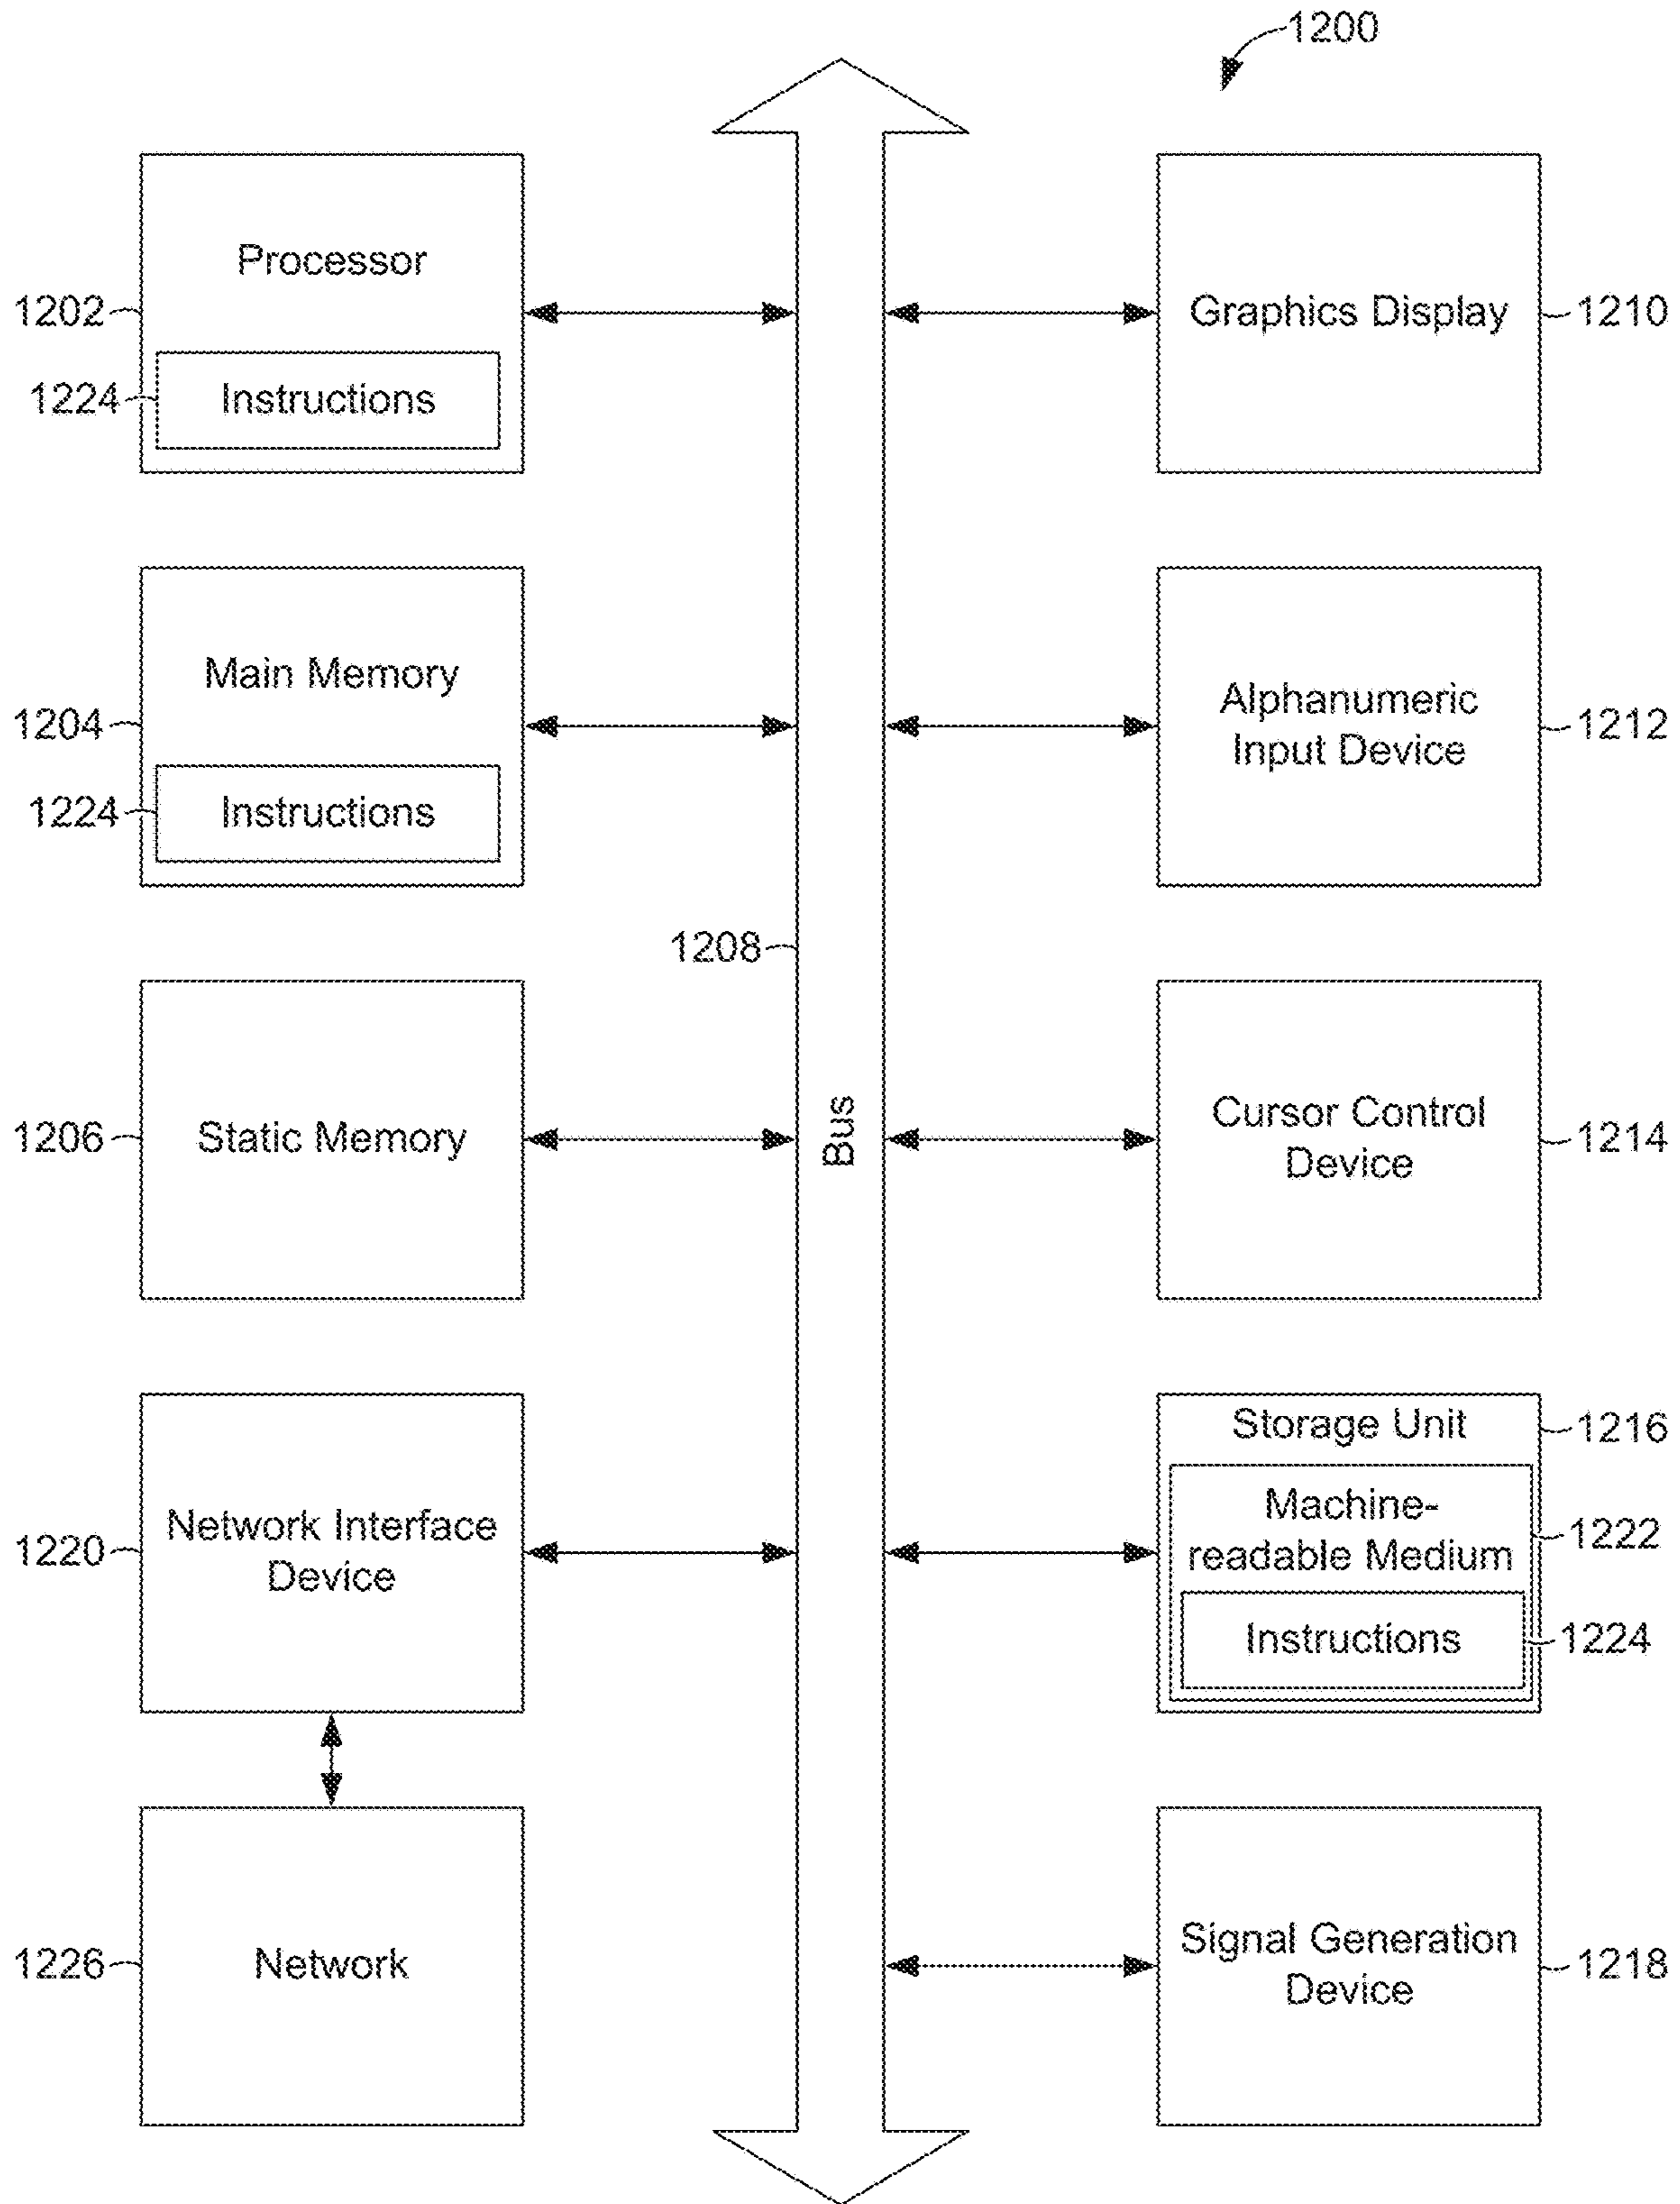 1200
Processor
1202
1224
Instructions
Graphics Display
1210
Main Memory
1204
1224
Instructions
Alphanumeric
Input Device
1212
1208
Bus
Static Memory
1206
Cursor Control
Device
1214
Network Interface
Device
1220
Storage Unit
1216
Machine-
readable Medium
1222
Instructions
1224
Network
1226
Signal Generation
Device
1218